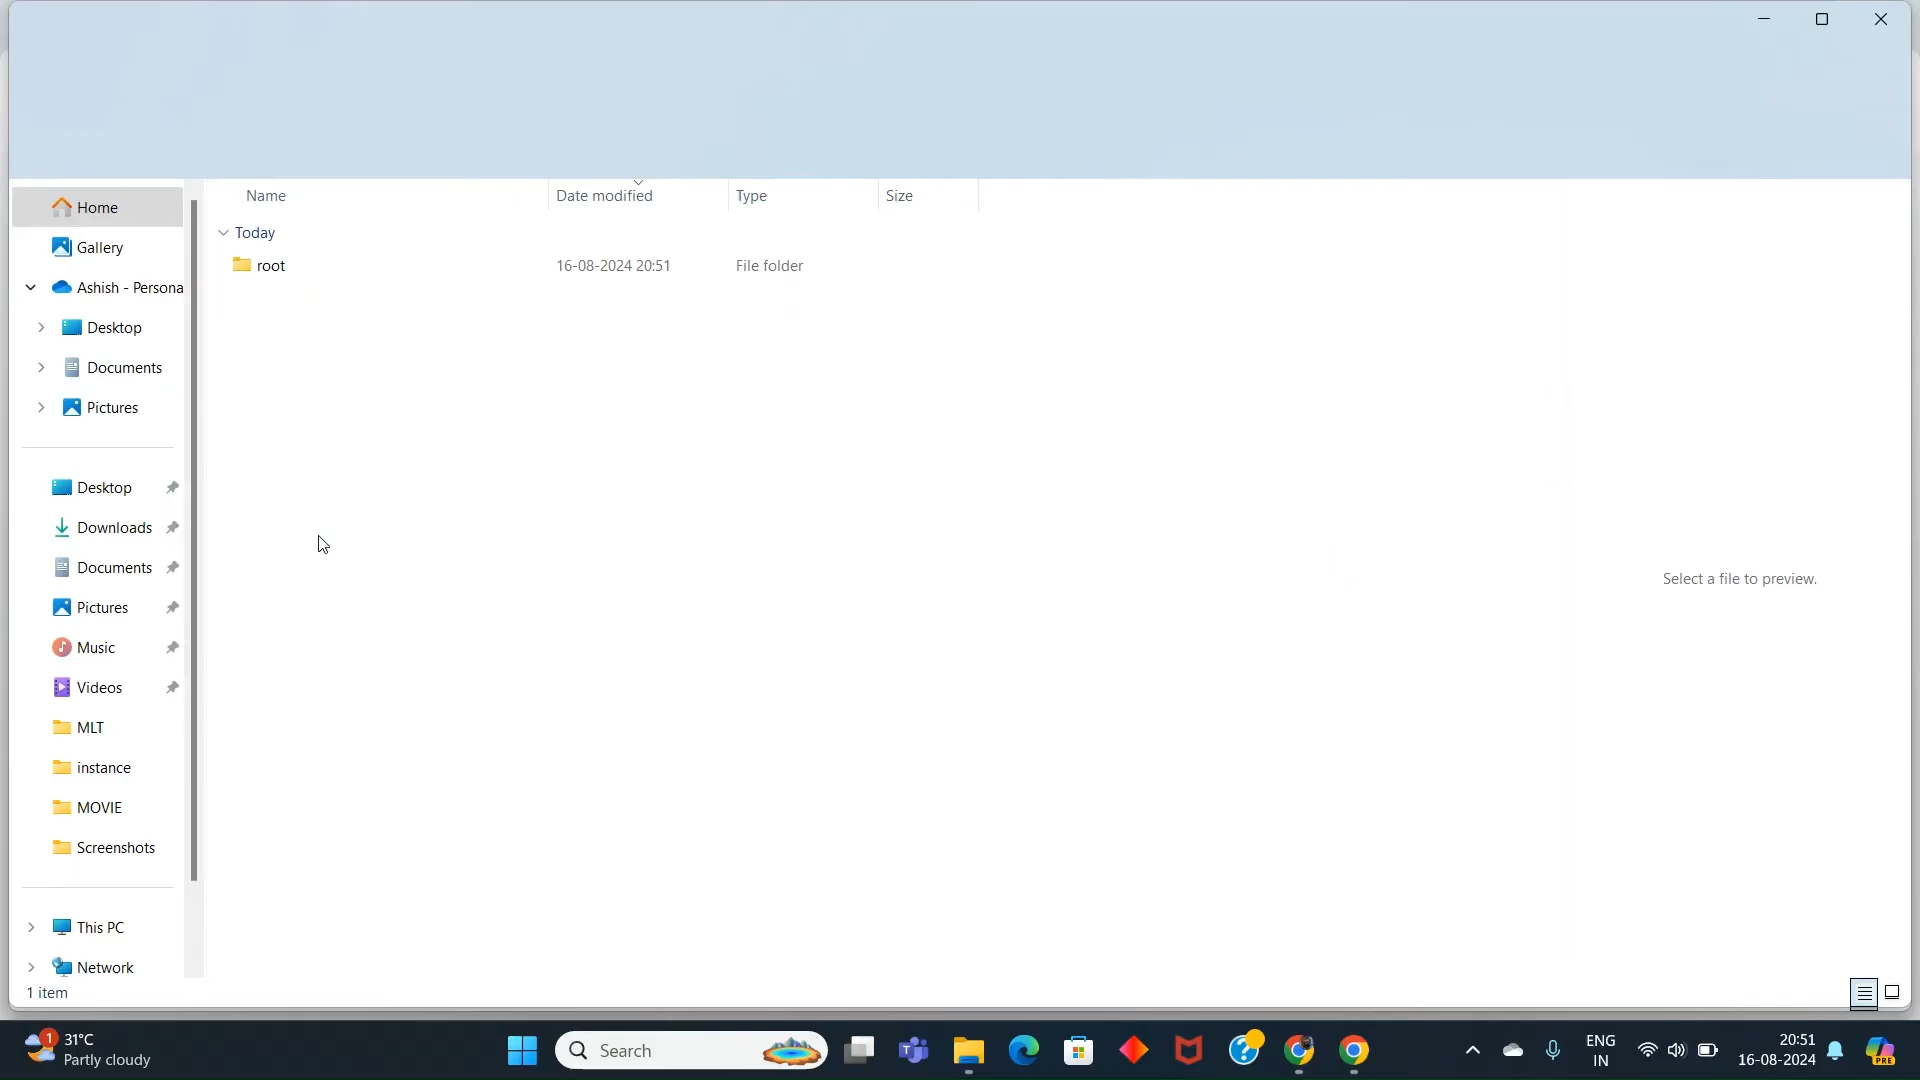 Name Date modified Type Size
Today
root 16-08-2024 20:51 File folder
Home
Gallery
Ashish - Persona
Desktop
Documents
Pictures
Desktop
Downloads
Documents
Pictures
Music
Videos
MLT
instance
MOVIE
Screenshots
This PC
Network
1 item
Select a file to preview.
1
31°C
Partly cloudy
Search
T
ENG
IN
20:51
16-08-2024
PRE